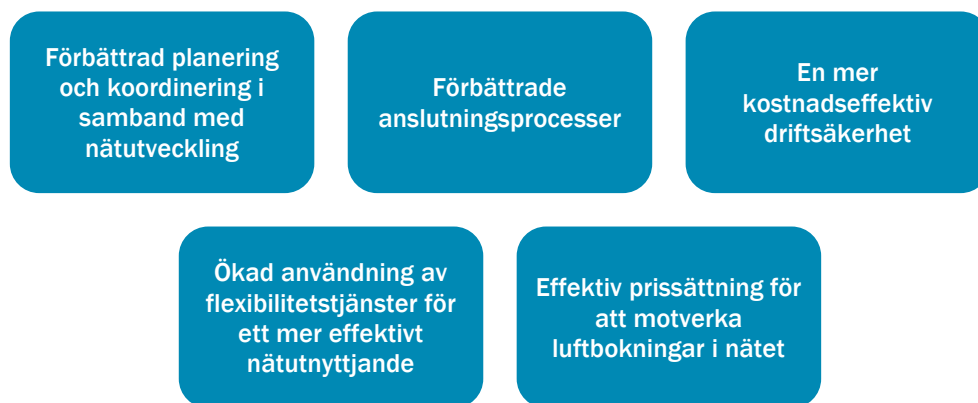 Förbättrad planering
och koordinering i
samband med
nätutveckling
Förbättrade
anslutningsprocesser
En mer
kostnadseffektiv
driftsäkerhet
Ökad användning av
flexibilitetstjänster för
ett mer effektivt
nätutnyttjande
Effektiv prissättning för
att motverka
luftbokningar i nätet